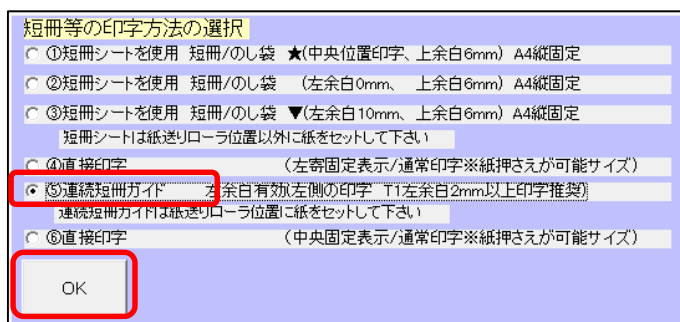 短冊等の印字方法の選択
①短冊シートを使用 短冊/のし袋 ★(中央位置印字、上余白6mm) A4縦固定
②短冊シートを使用 短冊/のし袋 (左余白0mm、上余白6mm) A4縦固定
③短冊シートを使用 短冊/のし袋 ▼(左余白10mm、上余白6mm) A4縦固定
短冊シートは紙送りローラ位置以外に紙をセットして下さい
④直接印字 (左寄固定表示/通常印字※紙押さえが可能サイズ)
⑤連続短冊ガイド 左余白有効(左側の印字 T1左余白2mm以上印字推奨)
連続短冊ガイドは紙送りローラ位置に紙をセットして下さい
⑥直接印字 (中央固定表示/通常印字※紙押さえが可能サイズ)
OK